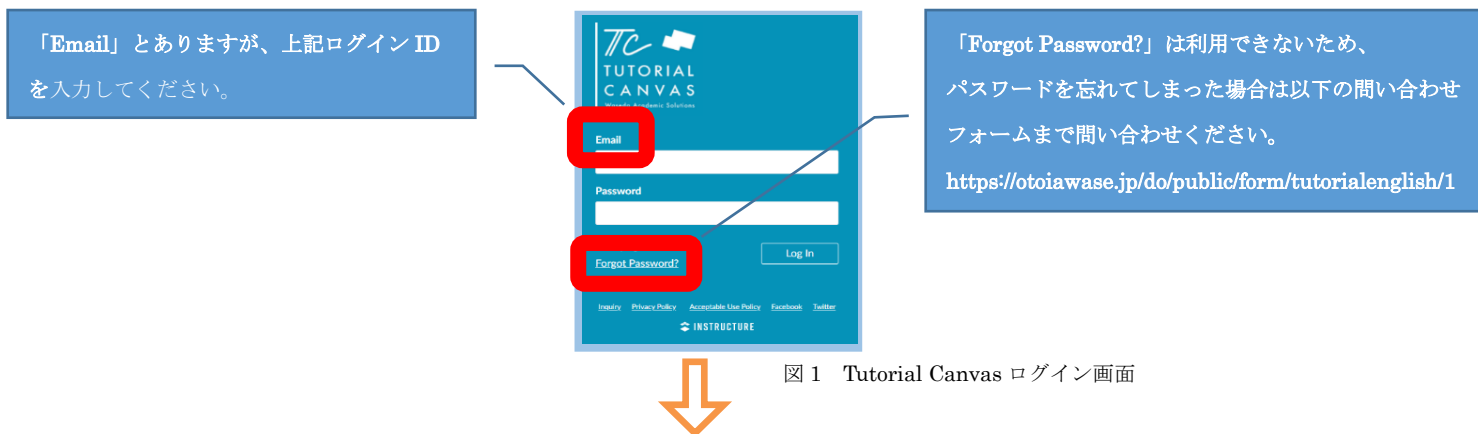 「Email」とありますが、上記ログイン ID
を入力してください。
TC
TUTORIAL
CANVAS
Waseda Academic Solutions
Email
Password
Forgot Password?
Log In
Inquiry Privacy Policy Acceptable Use Policy Facebook Twitter
INSTRUCTURE
「Forgot Password?」は利用できないため、
パスワードを忘れてしまった場合は以下の問い合わせ
フォームまで問い合わせください。
https://otoiawase.jp/do/public/form/tutorialenglish/1
図 1 Tutorial Canvas ログイン画面